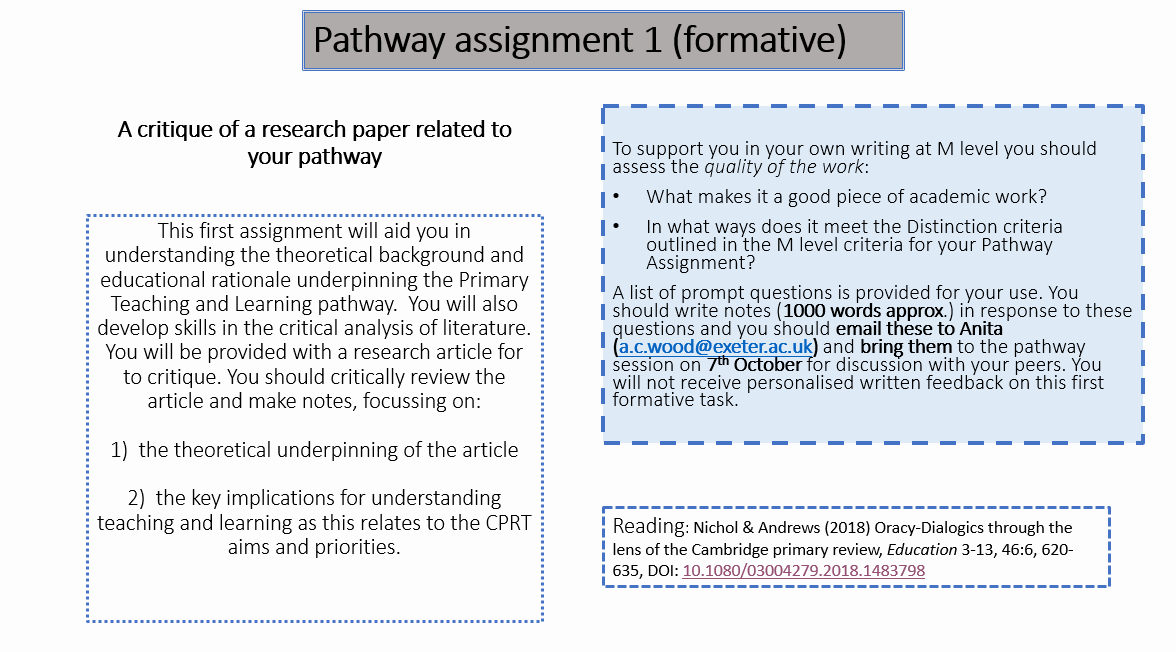 Pathway assignment 1 (formative)
A critique of a research paper related to
your pathway
This first assignment will aid you in
understanding the theoretical background and
educational rationale underpinning the Primary
Teaching and Learning pathway.  You will also
develop skills in the critical analysis of literature.
You will be provided with a research article for
to critique. You should critically review the
article and make notes, focussing on:
1)  the theoretical underpinning of the article
2)  the key implications for understanding
teaching and learning as this relates to the CPRT
aims and priorities.
To support you in your own writing at M level you should
assess the quality of the work:
• What makes it a good piece of academic work?
• In what ways does it meet the Distinction criteria
outlined in the M level criteria for your Pathway
Assignment?
A list of prompt questions is provided for your use. You
should write notes (1000 words approx.) in response to these
questions and you should email these to Anita
(a.c.wood@exeter.ac.uk) and bring them to the pathway
session on 7th October for discussion with your peers. You
will not receive personalised written feedback on this first
formative task.
Reading: Nichol & Andrews (2018) Oracy-Dialogics through the
lens of the Cambridge primary review, Education 3-13, 46:6, 620-
635, DOI: 10.1080/03004279.2018.1483798